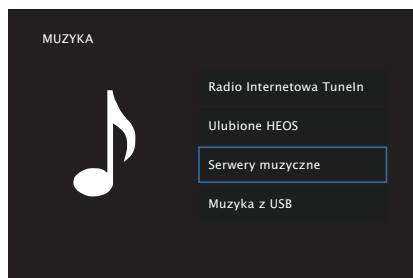 MUZYKA
Radio Internetowa TuneIn
Ulubione HEOS
Serwery muzyczne
Muzyka z USB